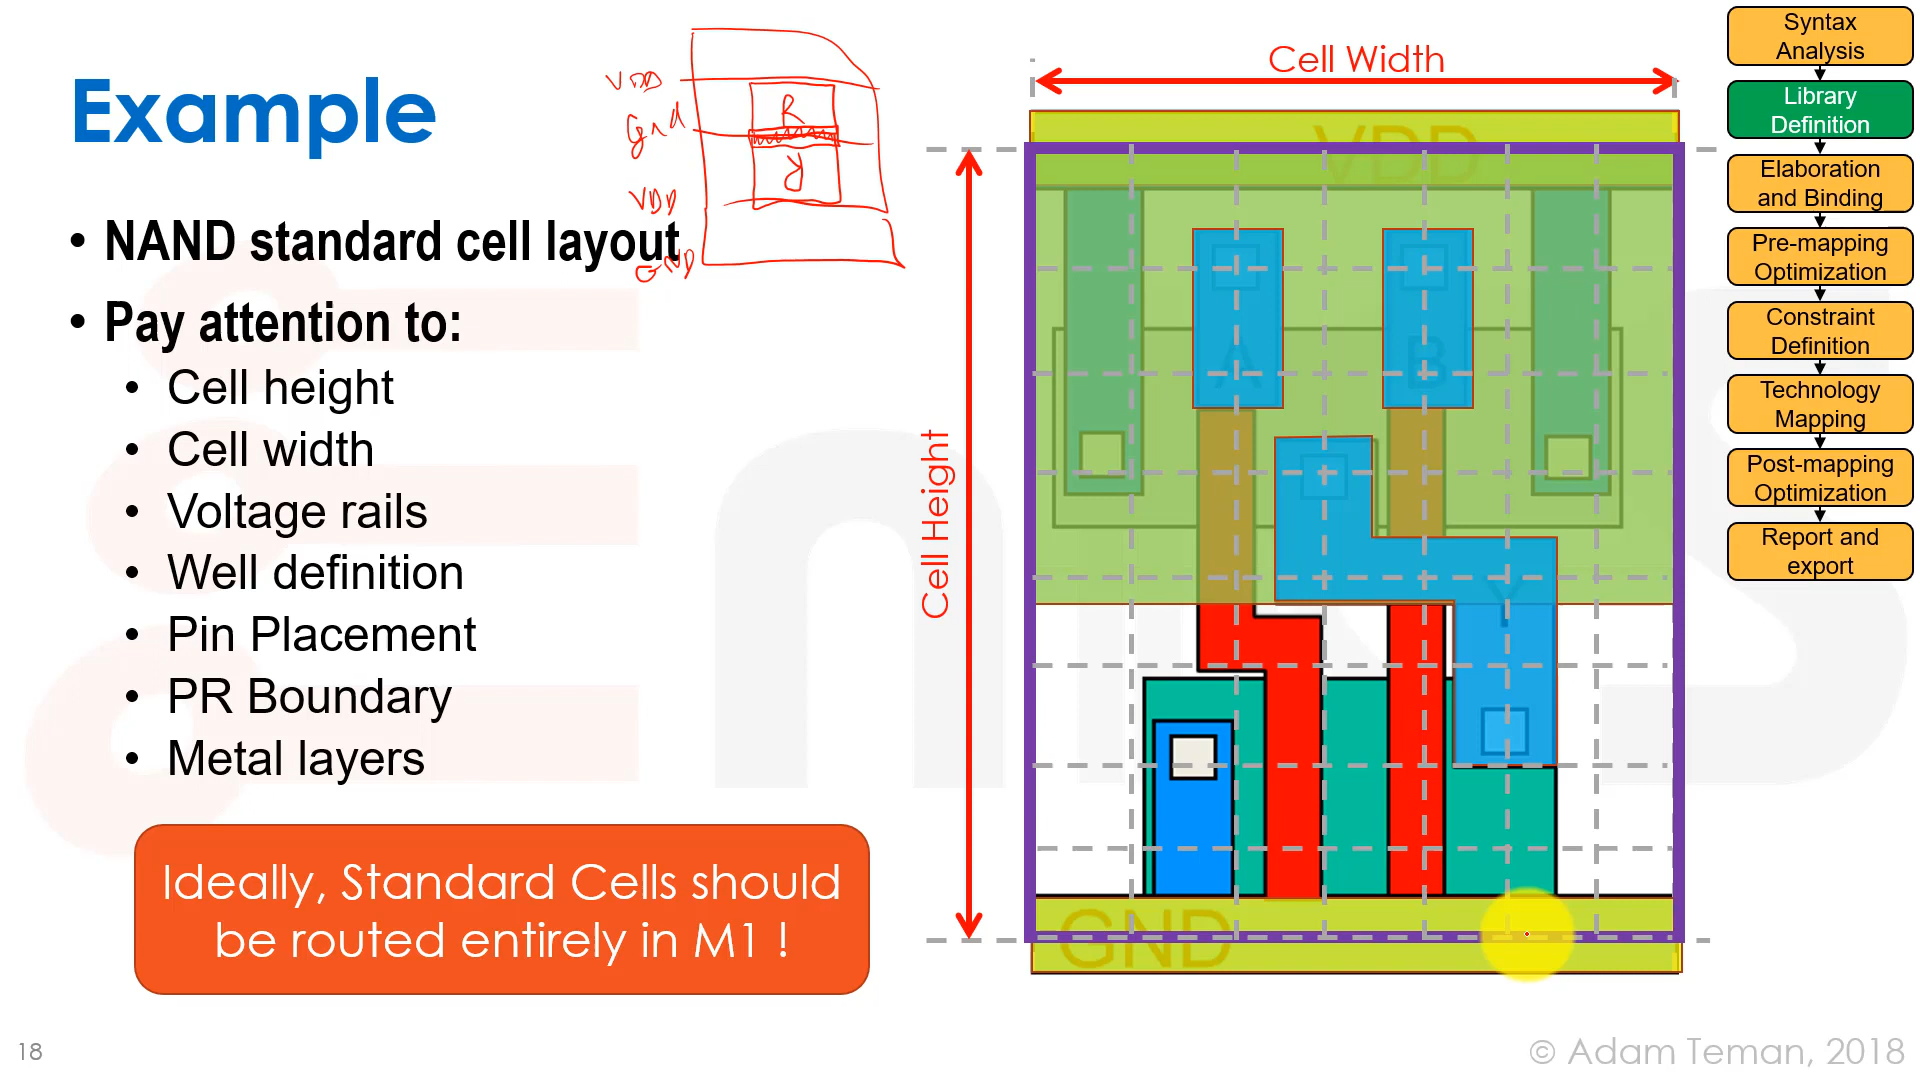 Example
• NAND standard cell layout
• Pay attention to:
• Cell height
• Cell width
• Voltage rails
• Well definition
• Pin Placement
• PR Boundary
• Metal layers
Ideally, Standard Cells should
be routed entirely in M1 !
VDD
Gnd
VDD
GND
R
Cell Width
Cell Height
VDD
A
B
Y
GND
Syntax
Analysis
Library
Definition
Elaboration
and Binding
Pre-mapping
Optimization
Constraint
Definition
Technology
Mapping
Post-mapping
Optimization
Report and
export
18
© Adam Teman, 2018